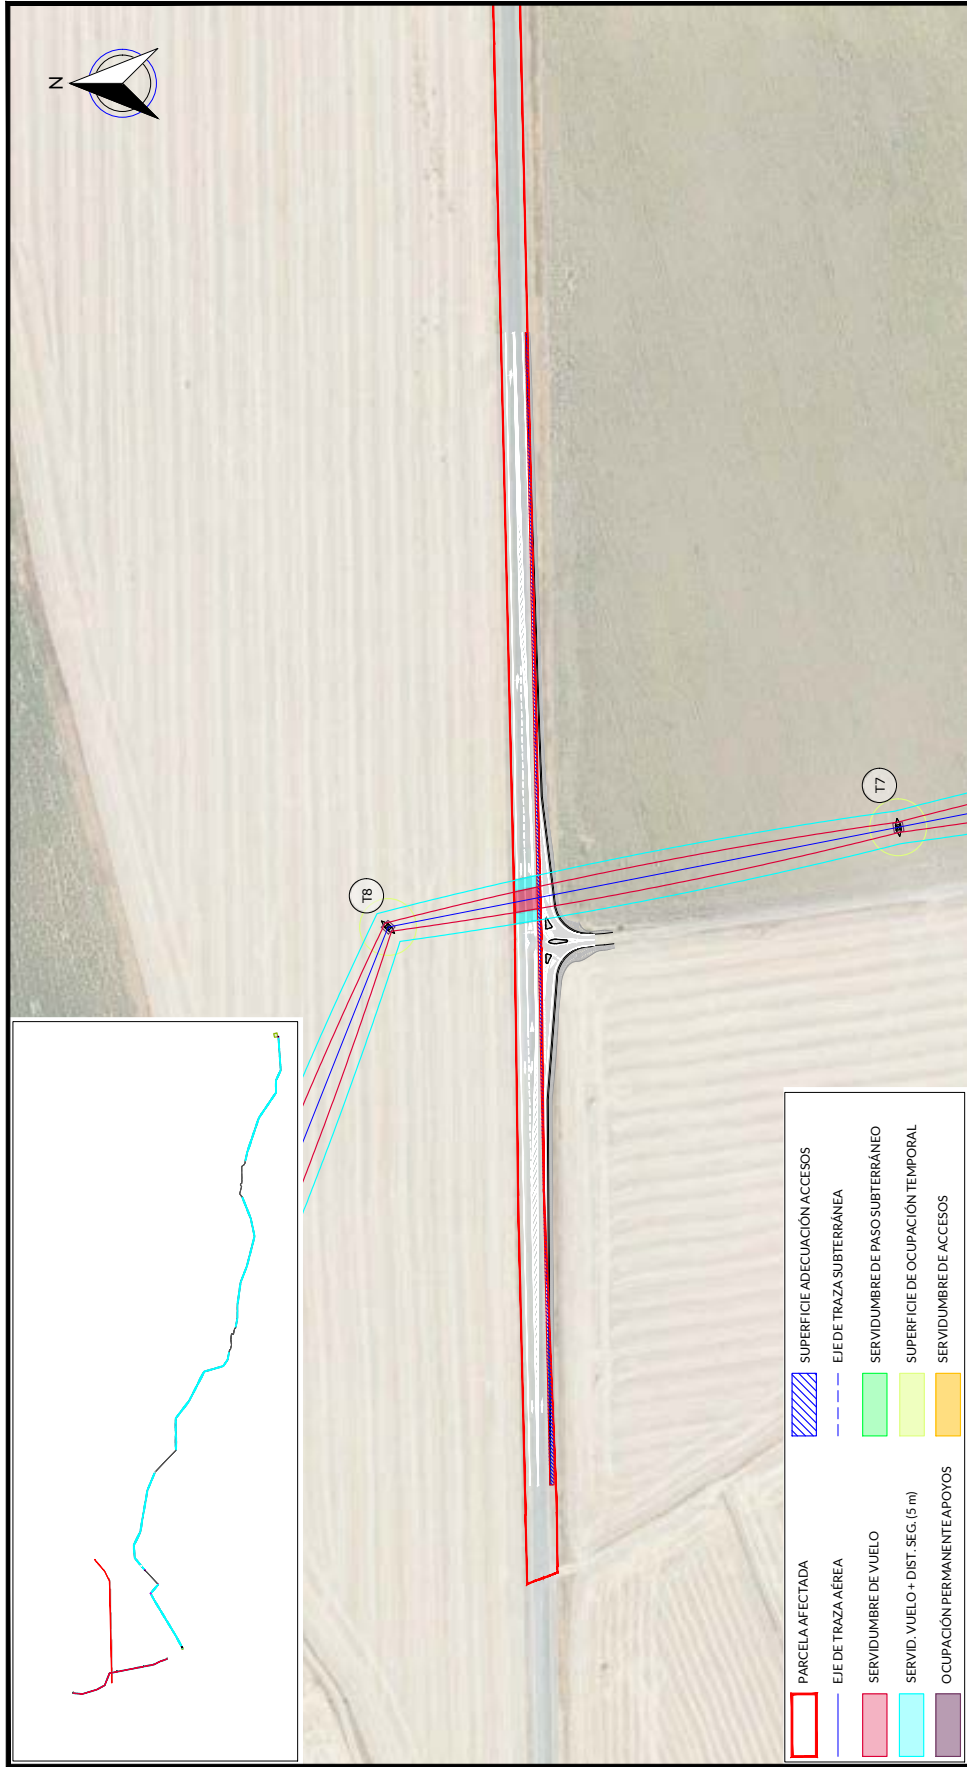 N
T8
T7
PARCELA AFECTADA
EJE DE TRAZA AÉREA
SERVIDUMBRE DE VUELO
SERVID. VUELO + DIST. SEG. (5 m)
OCUPACIÓN PERMANENTE APOYOS
SUPERFICIE ADECUACIÓN ACCESOS
EJE DE TRAZA SUBTERRÁNEA
SERVIDUMBRE DE PASO SUBTERRÁNEO
SUPERFICIE DE OCUPACIÓN TEMPORAL
SERVIDUMBRE DE ACCESOS